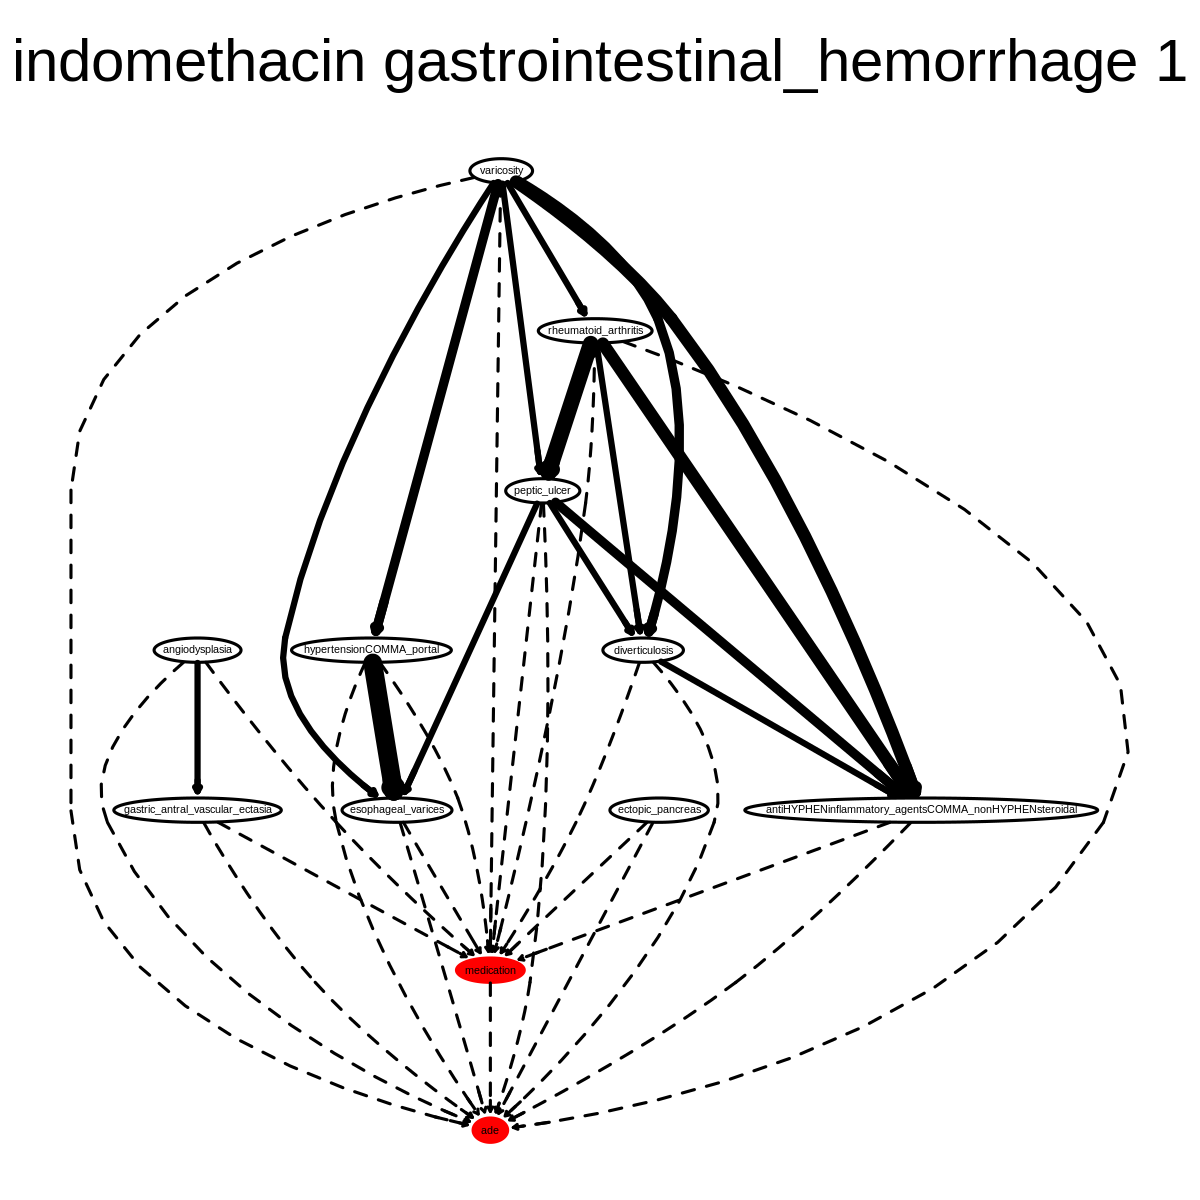 indomethacin gastrointestinal_hemorrhage 1
varicosity
rheumatoid_arthritis
peptic_ulcer
angiodysplasia
hypertensionCOMMA_portal
diverticulosis
gastric_antral_vascular_ectasia
esophageal_varices
ectopic_pancreas
antiHYPHENinflammatory_agentsCOMMA_nonHYPHENsteroidal
medication
ade